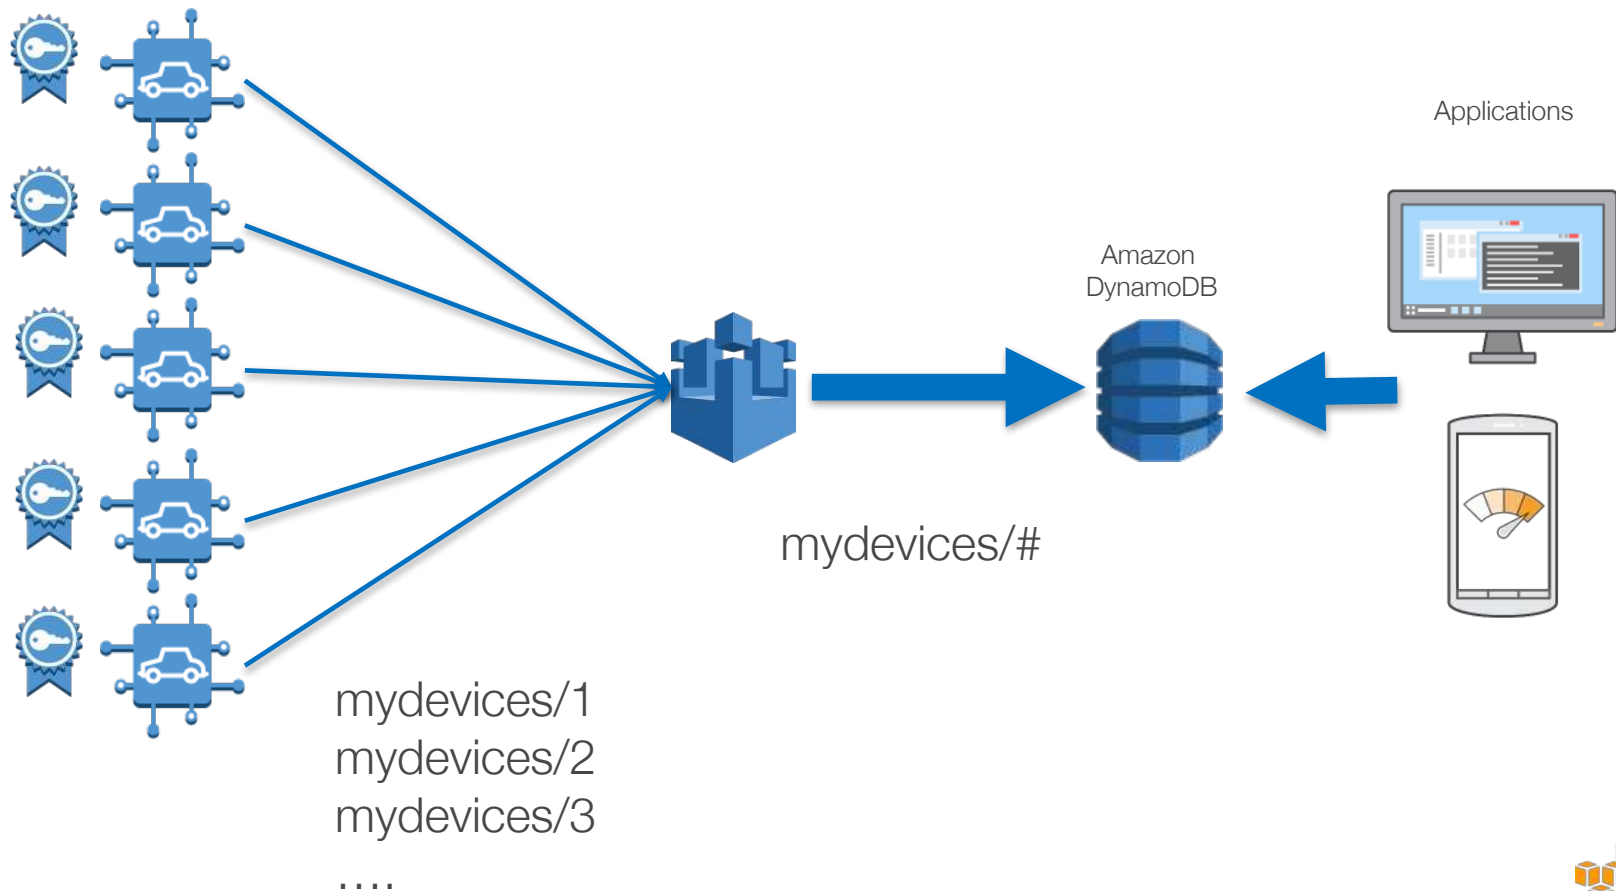 Applications
Amazon
DynamoDB
mydevices/#
mydevices/1
mydevices/2
mydevices/3
....